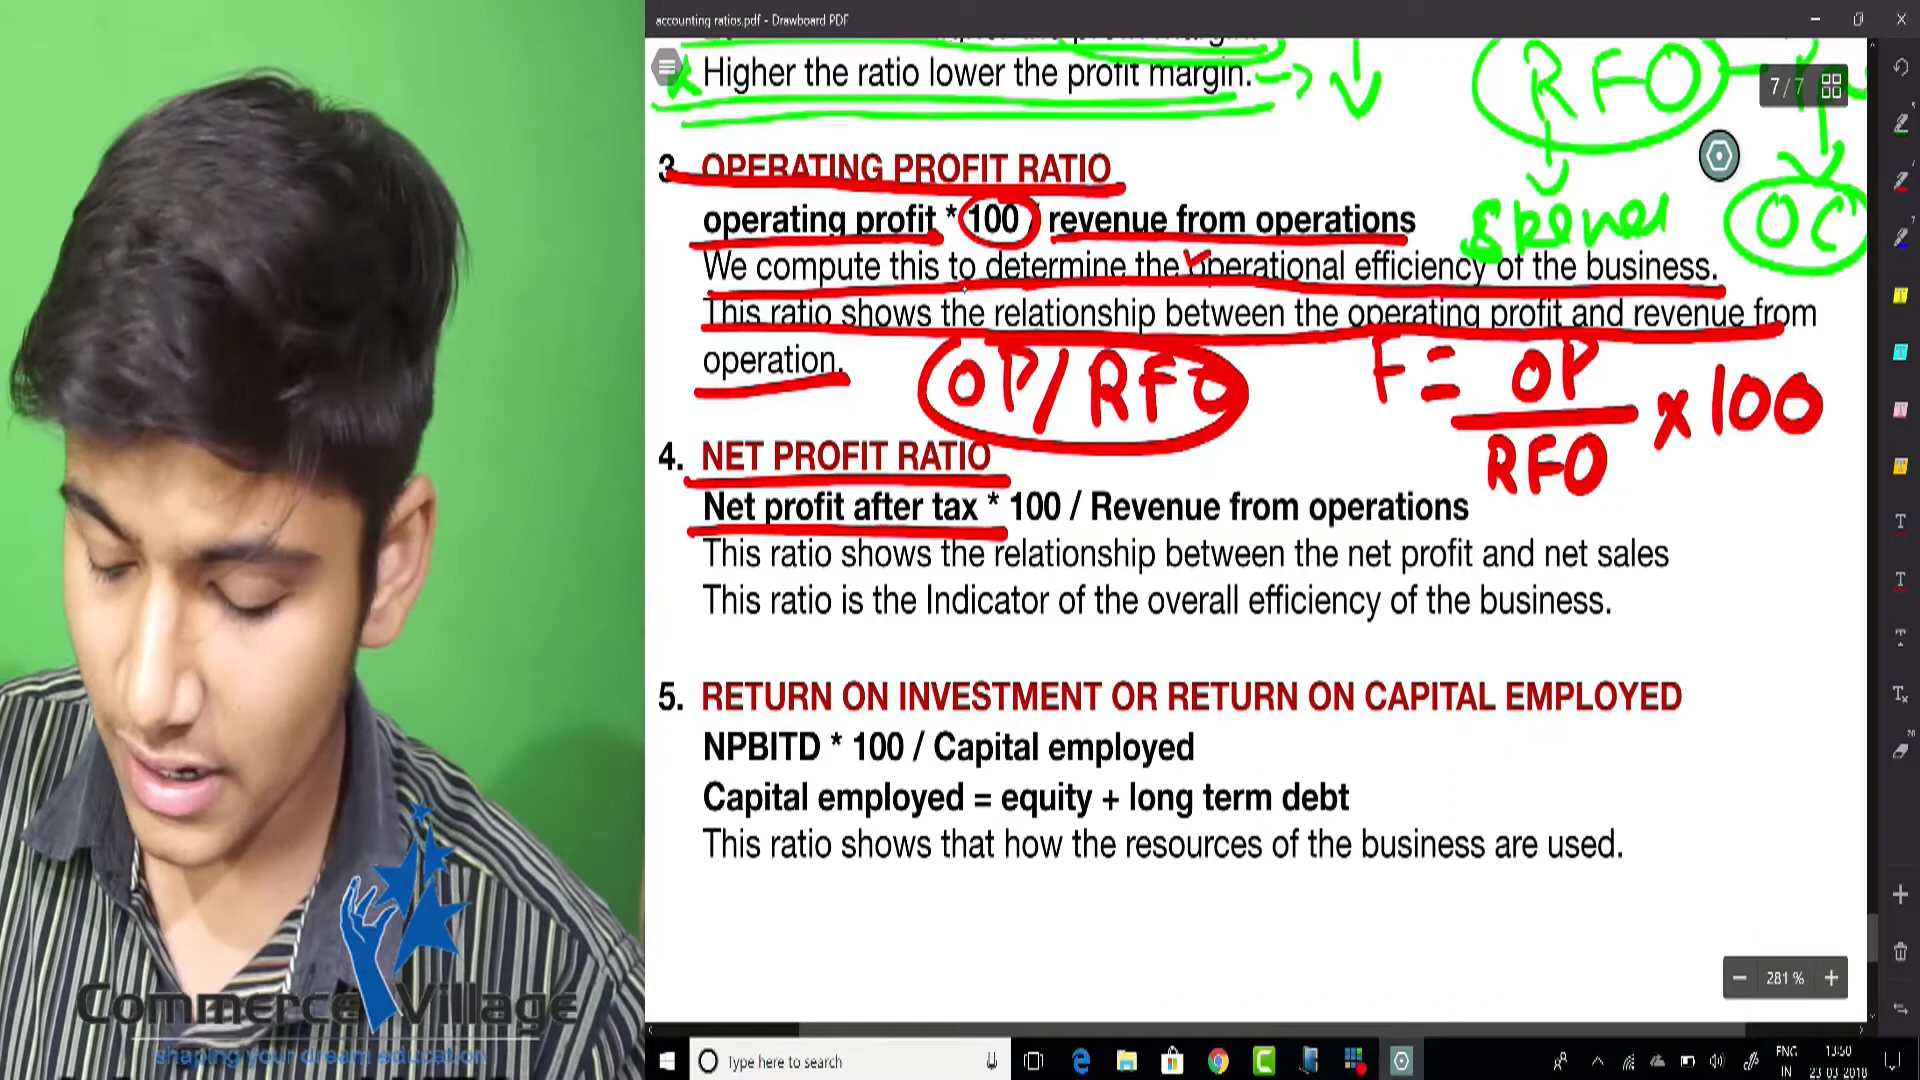 accounting ratios.pdf - Drawboard PDF
Higher the ratio lower the profit margin.
RFO
7 / 7
3. OPERATING PROFIT RATIO
operating profit * 100 / revenue from operations
OC
We compute this to determine the operational efficiency of the business.
This ratio shows the relationship between the operating profit and revenue from
operation.
OP/RFO
F = OP
RFO
x 100
4. NET PROFIT RATIO
Net profit after tax * 100 / Revenue from operations
This ratio shows the relationship between the net profit and net sales
This ratio is the Indicator of the overall efficiency of the business.
5. RETURN ON INVESTMENT OR RETURN ON CAPITAL EMPLOYED
NPBITD * 100 / Capital employed
Capital employed = equity + long term debt
This ratio shows that how the resources of the business are used.
281 %
Commerce Village
shaping your dream education
Type here to search
ENG
IN
13:50
23-03-2018